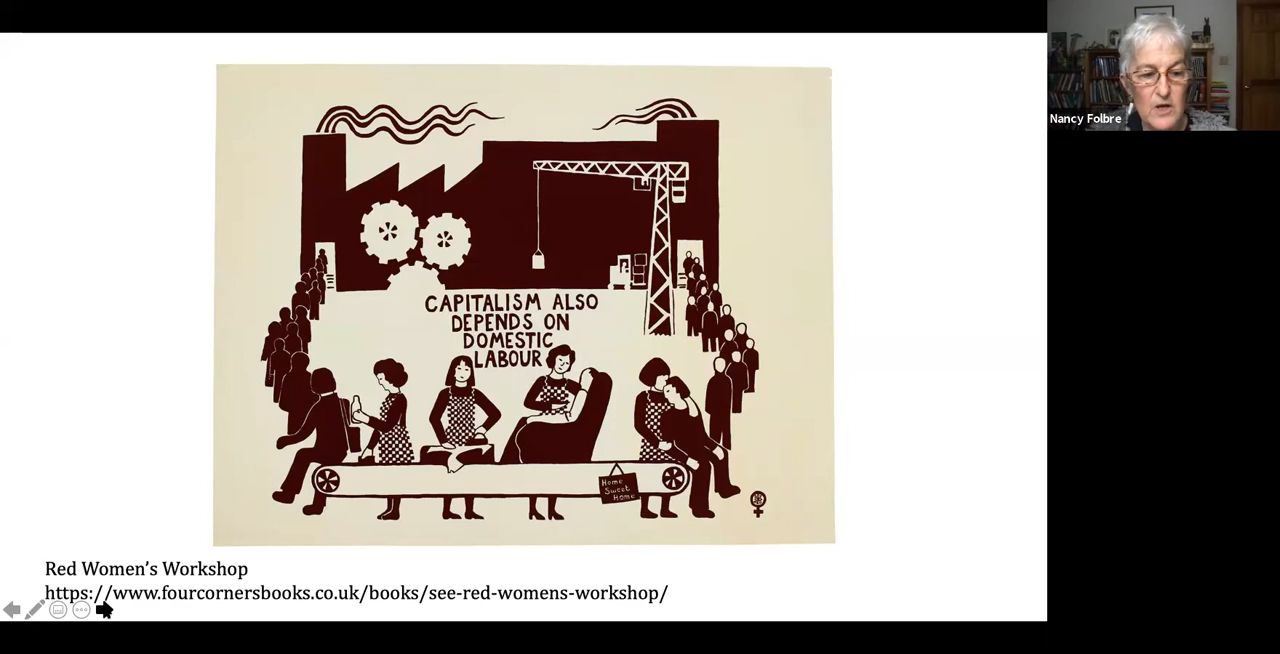 CAPITALISM ALSO
DEPENDS ON
DOMESTIC
LABOUR
Home
Sweet
Home
Red Women's Workshop
https://www.fourcornersbooks.co.uk/books/see-red-womens-workshop/
Nancy Folbre